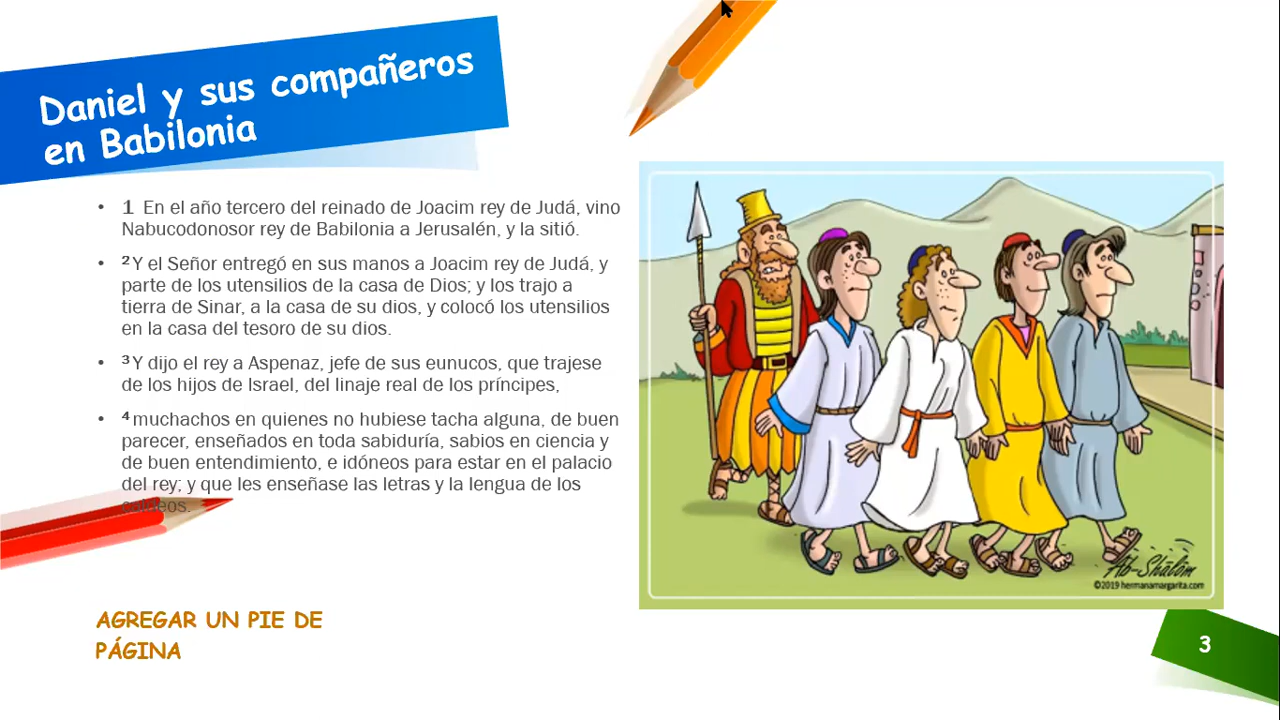 Daniel y sus compañeros
en Babilonia
• 1 En el año tercero del reinado de Joacim rey de Judá, vino
Nabucodonosor rey de Babilonia a Jerusalén, y la sitió.
• ² Y el Señor entregó en sus manos a Joacim rey de Judá, y
parte de los utensilios de la casa de Dios; y los trajo a
tierra de Sinar, a la casa de su dios, y colocó los utensilios
en la casa del tesoro de su dios.
• ³ Y dijo el rey a Aspenaz, jefe de sus eunucos, que trajese
de los hijos de Israel, del linaje real de los príncipes,
• ⁴ muchachos en quienes no hubiese tacha alguna, de buen
parecer, enseñados en toda sabiduría, sabios en ciencia y
de buen entendimiento, e idóneos para estar en el palacio
del rey; y que les enseñase las letras y la lengua de los
caldeos.
Ab-Shalom
©2019 hermanamargarita.com
AGREGAR UN PIE DE
PÁGINA
3